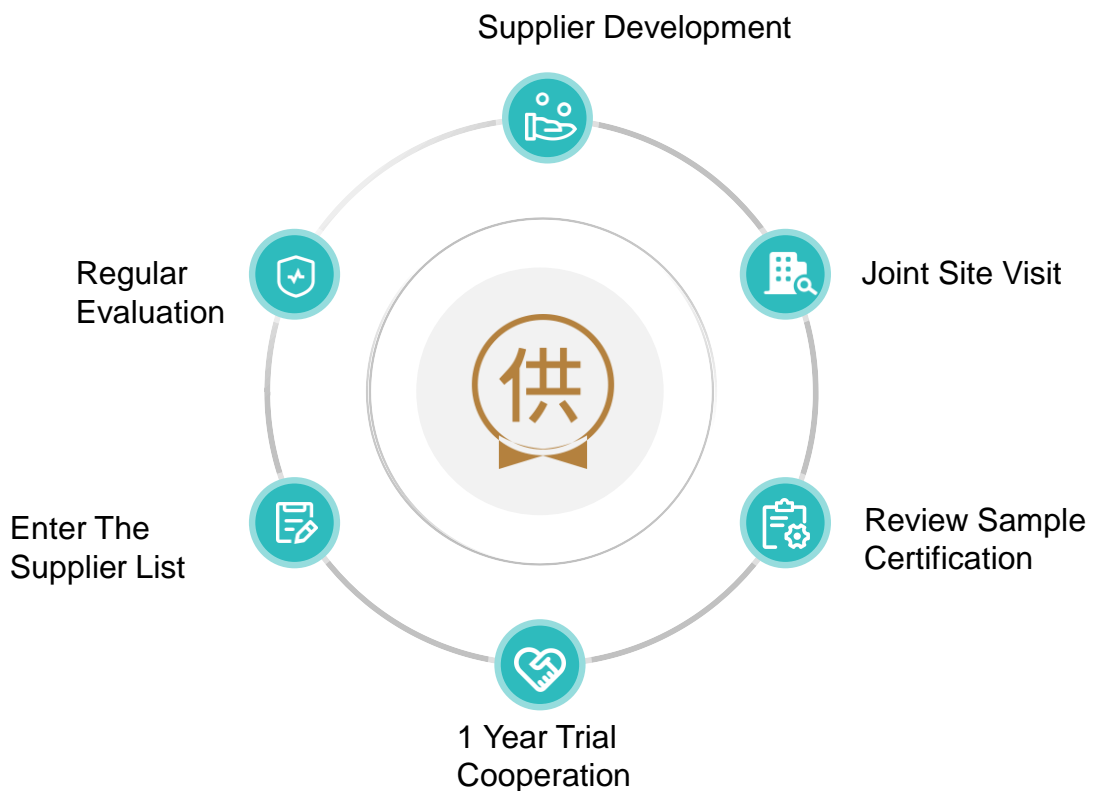 Supplier Development
Joint Site Visit
Review Sample
Certification
1 Year Trial
Cooperation
Enter The
Supplier List
Regular
Evaluation
供